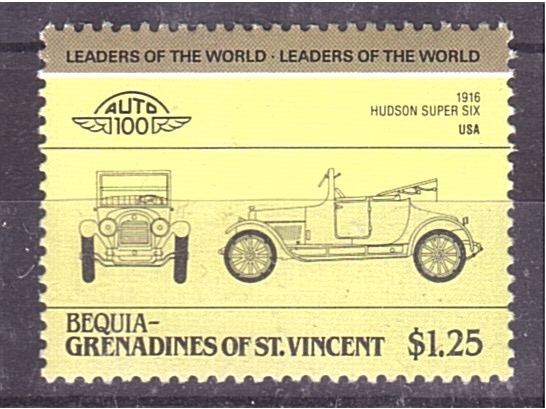 LEADERS OF THE WORLD · LEADERS OF THE WORLD
AUTO
100
1916
HUDSON SUPER SIX
USA
BEQUIA–
GRENADINES OF ST. VINCENT
$1.25